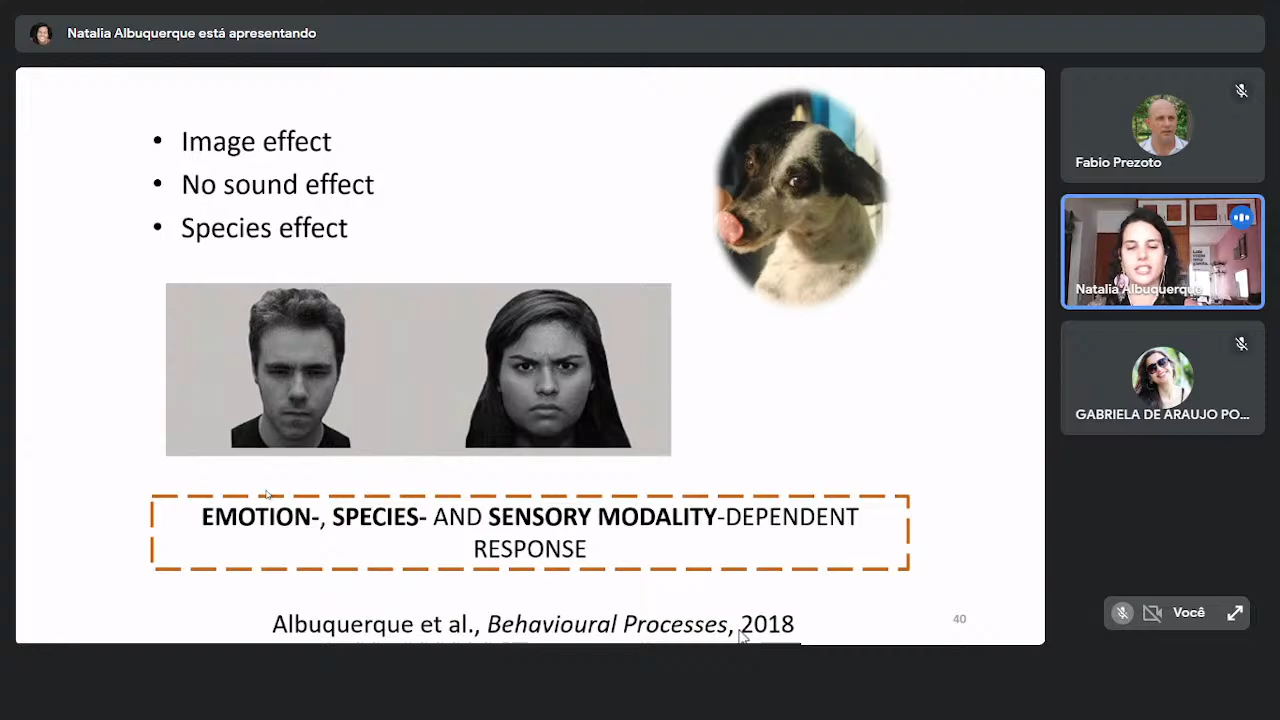 Natalia Albuquerque está apresentando
• Image effect
• No sound effect
• Species effect
EMOTION-, SPECIES- AND SENSORY MODALITY-DEPENDENT
RESPONSE
Albuquerque et al., Behavioural Processes, 2018
40
Fabio Prezoto
Natalia Albuquerque
GABRIELA DE ARAUJO PO...
Você